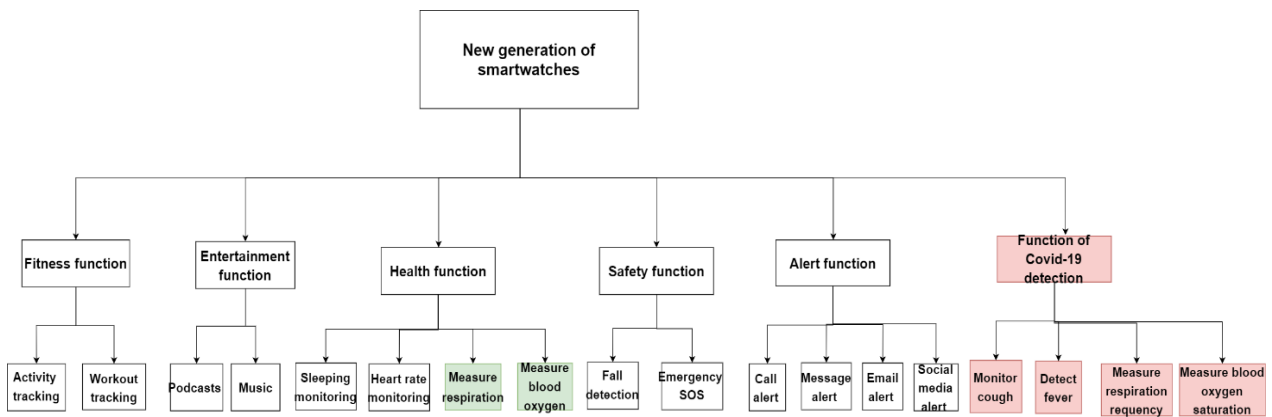 New generation of
smartwatches
Fitness function
Entertainment
function
Health function
Safety function
Alert function
Function of
Covid-19
detection
Activity
tracking
Workout
tracking
Podcasts
Music
Sleeping
monitoring
Heart rate
monitoring
Measure
respiration
Measure
blood
oxygen
Fall
detection
Emergency
SOS
Call
alert
Message
alert
Email
alert
Social
media
alert
Monitor
cough
Detect
fever
Measure
respiration
requency
Measure blood
oxygen
saturation